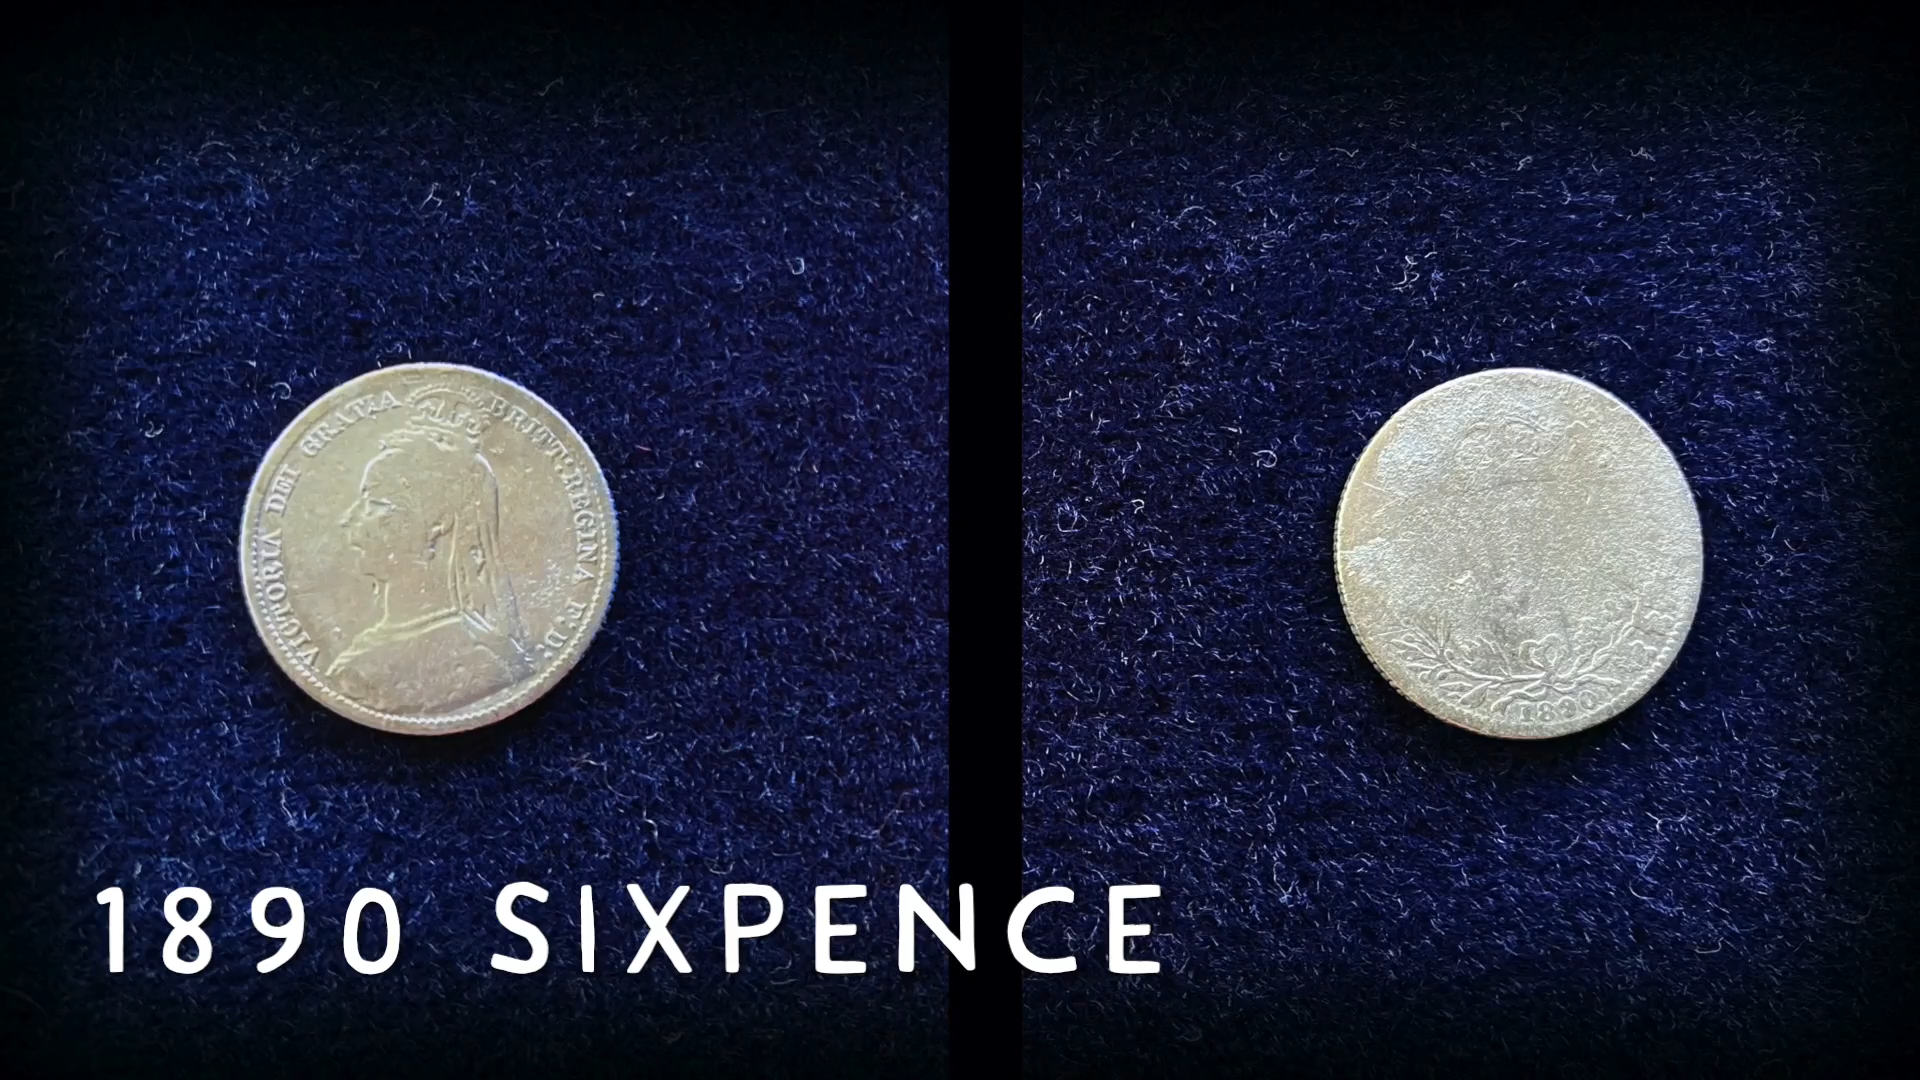 VICTORIA DEI GRATIA BRITT: REGINA F: D:
1890
1890 SIXPENCE